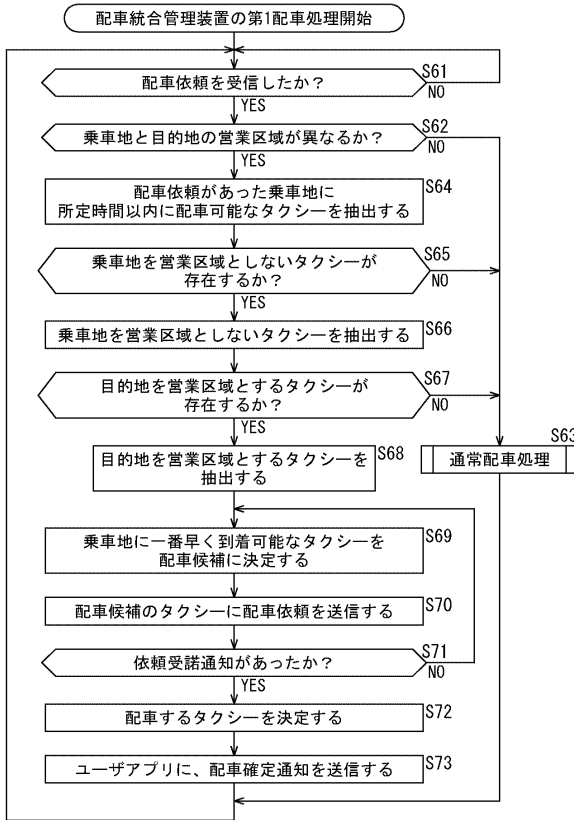 配車統合管理装置の第1配車処理開始
配車依頼を受信したか？
S61
NO
YES
乗車地と目的地の営業区域が異なるか？
S62
NO
YES
配車依頼があった乗車地に
所定時間以内に配車可能なタクシーを抽出する
S64
乗車地を営業区域としないタクシーが
存在するか？
S65
NO
YES
乗車地を営業区域としないタクシーを抽出する
S66
目的地を営業区域とするタクシーが
存在するか？
S67
NO
YES
目的地を営業区域とするタクシーを
抽出する
S68
通常配車処理
S63
乗車地に一番早く到着可能なタクシーを
配車候補に決定する
S69
配車候補のタクシーに配車依頼を送信する
S70
依頼受諾通知があったか？
S71
NO
YES
配車するタクシーを決定する
S72
ユーザアプリに、配車確定通知を送信する
S73